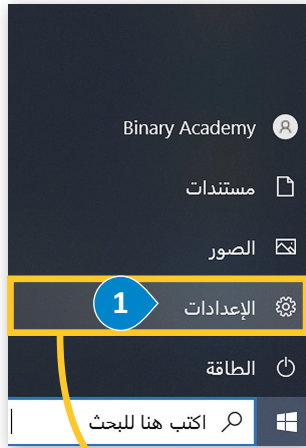 Binary Academy
مستندات
الصور
الإعدادات
1
الطاقة
اكتب هنا للبحث